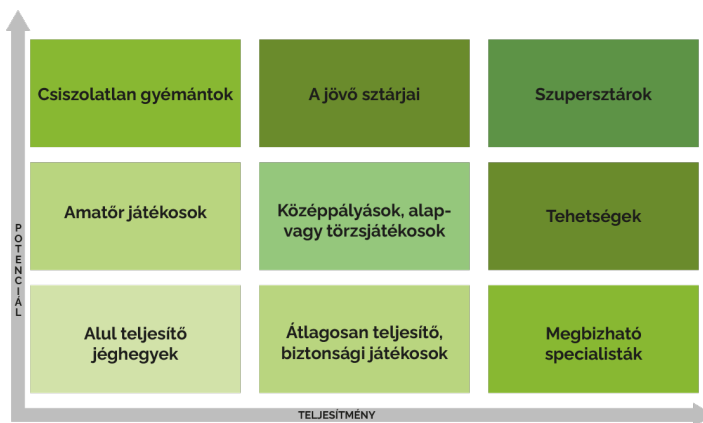 Csiszolatlan gyémántok
A jövő sztárjai
Szupersztárok
Amatőr játékosok
Középpályások, alap-
vagy törzsjátékosok
Tehetségek
Alul teljesítő
jéghegyek
Átlagosan teljesítő,
biztonsági játékosok
Megbizható
specialisták
POTENCIÁL
TELJESÍTMÉNY